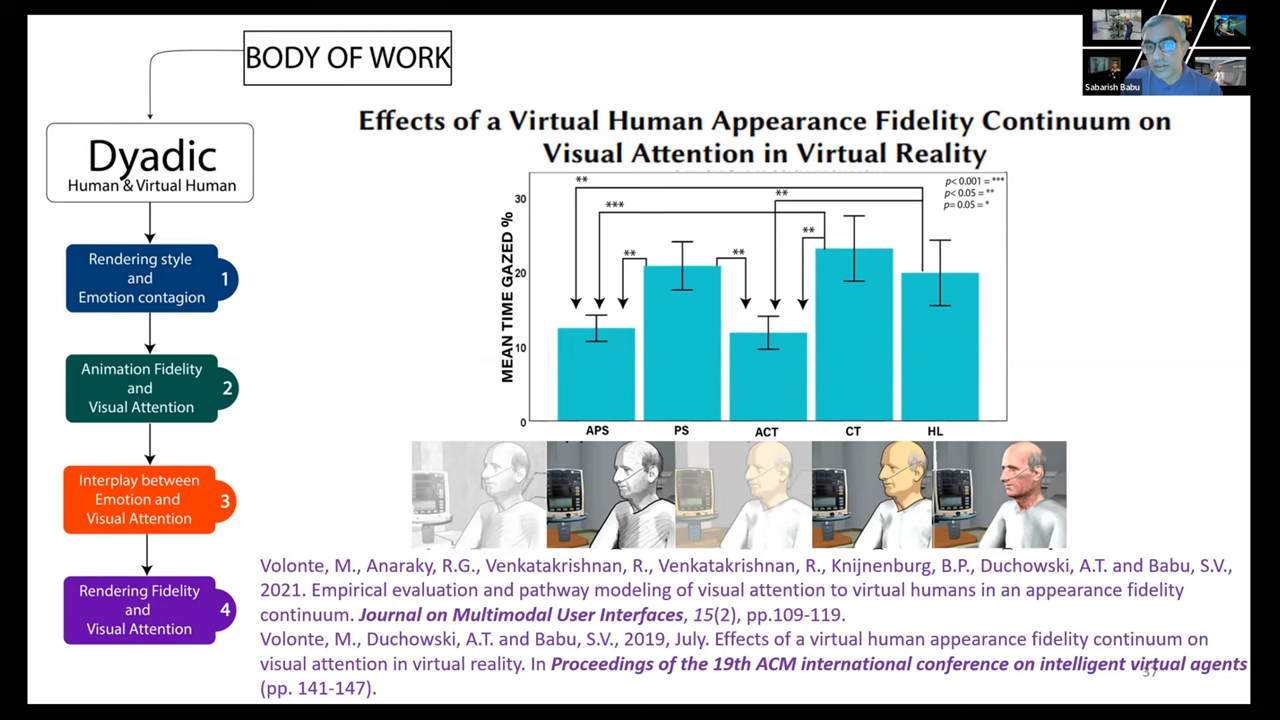 BODY OF WORK
Sabarish Babu
Dyadic
Human & Virtual Human
Rendering style
and
Emotion contagion
1
Animation Fidelity
and
Visual Attention
2
Interplay between
Emotion and
Visual Attention
3
Rendering Fidelity
and
Visual Attention
4
Effects of a Virtual Human Appearance Fidelity Continuum on
Visual Attention in Virtual Reality
p< 0.001 = ***
p< 0.05 = **
p= 0.05 = *
MEAN TIME GAZED %
30
20
10
0
**
**
***
**
**
**
APS PS ACT CT HL
Volonte, M., Anaraky, R.G., Venkatakrishnan, R., Venkatakrishnan, R., Knijnenburg, B.P., Duchowski, A.T. and Babu, S.V.,
2021. Empirical evaluation and pathway modeling of visual attention to virtual humans in an appearance fidelity
continuum. Journal on Multimodal User Interfaces, 15(2), pp.109-119.
Volonte, M., Duchowski, A.T. and Babu, S.V., 2019, July. Effects of a virtual human appearance fidelity continuum on
visual attention in virtual reality. In Proceedings of the 19th ACM international conference on intelligent virtual agents
(pp. 141-147).
37